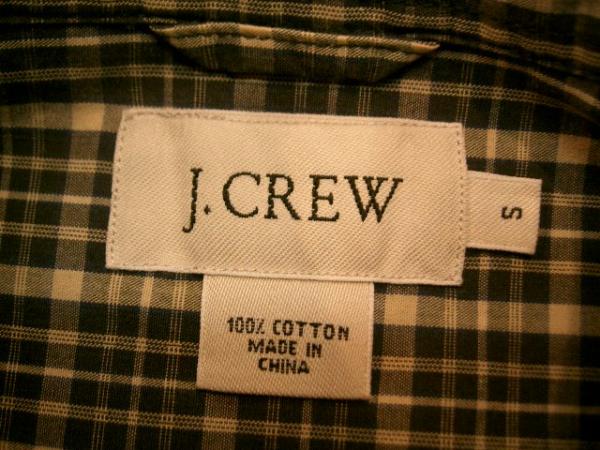 J. CREW
S
100% COTTON
MADE IN
CHINA